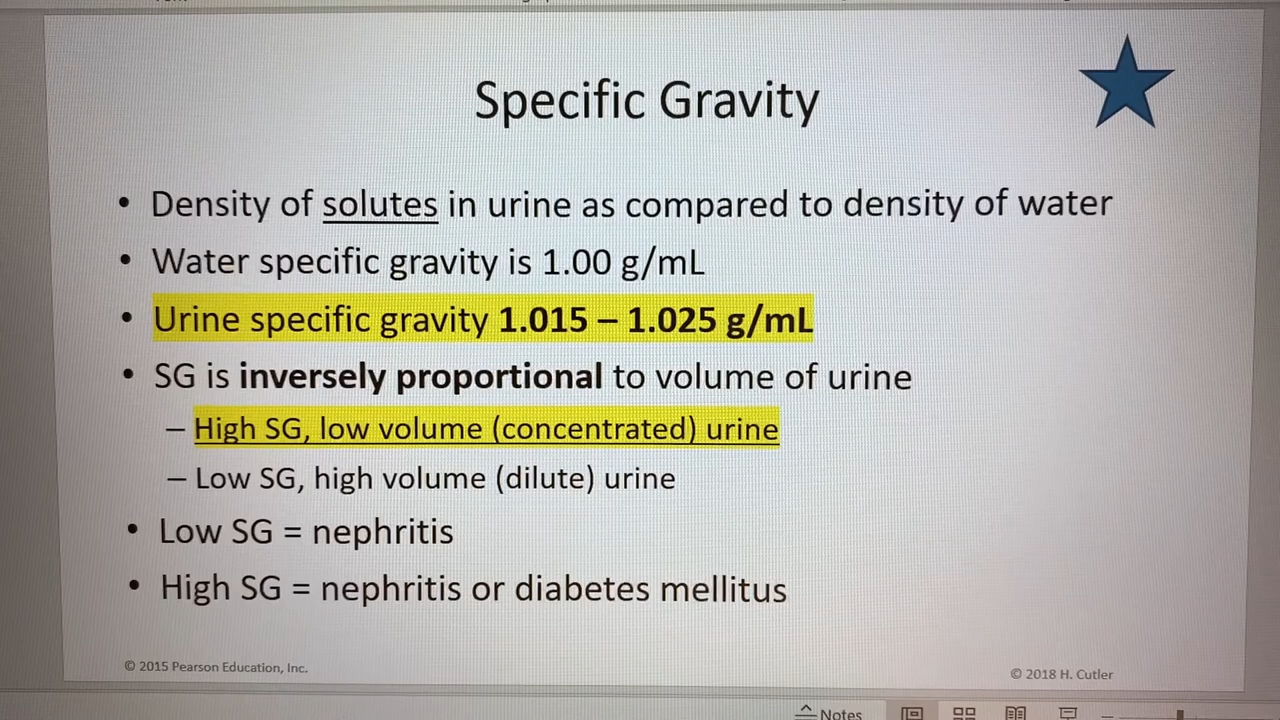 Specific Gravity
• Density of solutes in urine as compared to density of water
• Water specific gravity is 1.00 g/mL
• Urine specific gravity 1.015 – 1.025 g/mL
• SG is inversely proportional to volume of urine
– High SG, low volume (concentrated) urine
– Low SG, high volume (dilute) urine
• Low SG = nephritis
• High SG = nephritis or diabetes mellitus
© 2015 Pearson Education, Inc.
© 2018 H. Cutler
Notes